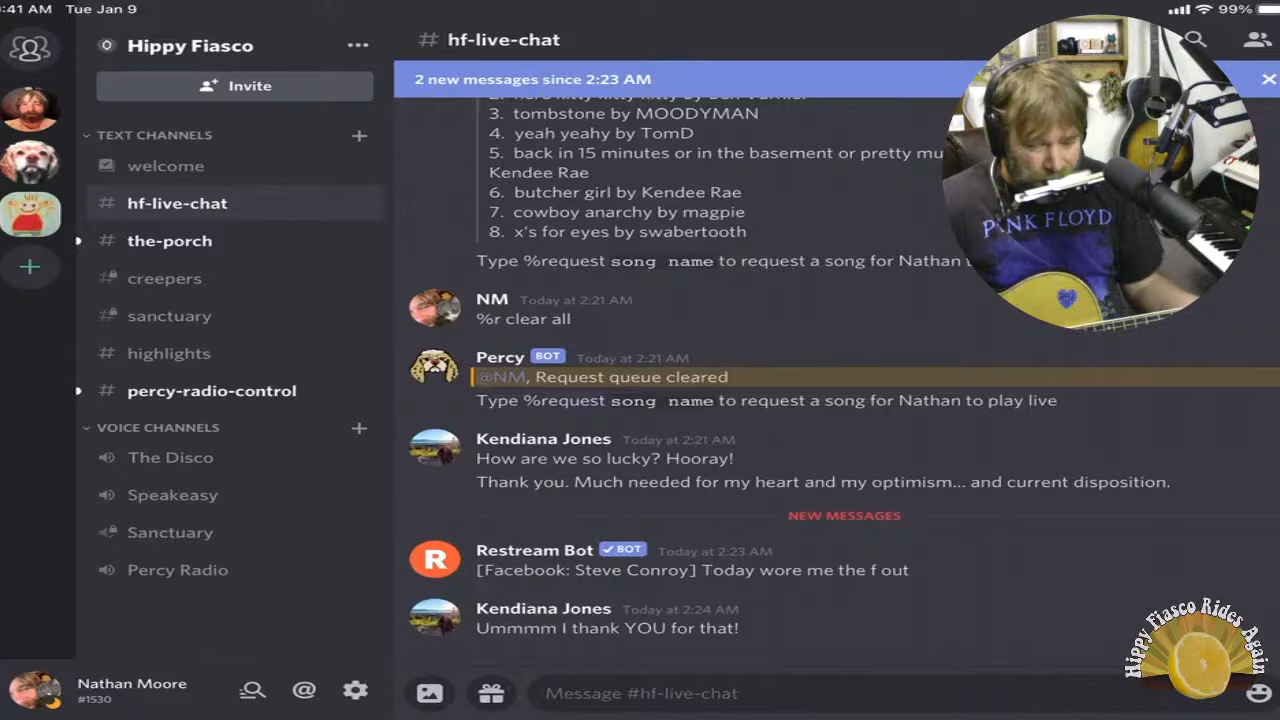 :41 AM Tue Jan 9
99%
Hippy Fiasco
Invite
TEXT CHANNELS
welcome
hf-live-chat
the-porch
creepers
sanctuary
highlights
percy-radio-control
VOICE CHANNELS
The Disco
Speakeasy
Sanctuary
Percy Radio
Nathan Moore
#1530
# hf-live-chat
2 new messages since 2:23 AM
3. tombstone by MOODYMAN
4. yeah yeahy by TomD
5. back in 15 minutes or in the basement or pretty mu
Kendee Rae
6. butcher girl by Kendee Rae
7. cowboy anarchy by magpie
8. x's for eyes by swabertooth
Type %request song name to request a song for Nathan t
NM Today at 2:21 AM
%r clear all
Percy BOT Today at 2:21 AM
@NM, Request queue cleared
Type %request song name to request a song for Nathan to play live
Kendiana Jones Today at 2:21 AM
How are we so lucky? Hooray!
Thank you. Much needed for my heart and my optimism... and current disposition.
NEW MESSAGES
R
Restream Bot BOT Today at 2:23 AM
[Facebook: Steve Conroy] Today wore me the f out
Kendiana Jones Today at 2:24 AM
Ummmm I thank YOU for that!
Message #hf-live-chat
PINK FLOYD
Hippy Fiasco Rides Again